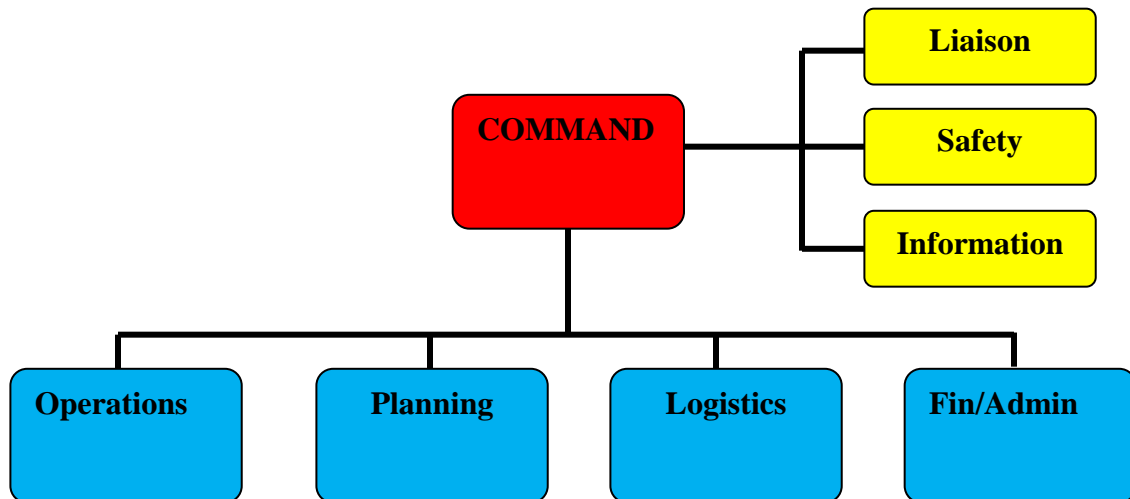 Liaison
COMMAND
Safety
Information
Operations
Planning
Logistics
Fin/Admin